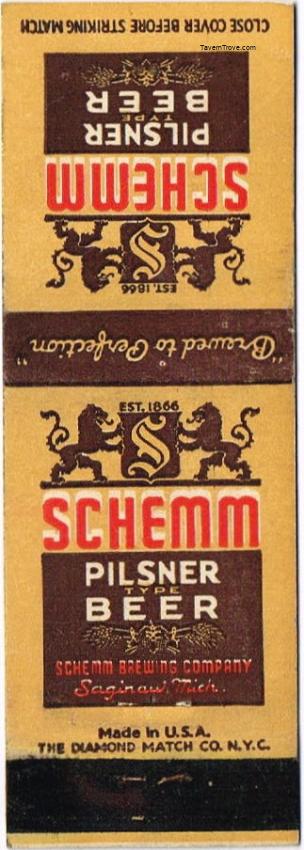 CLOSE COVER BEFORE STRIKING MATCH
TavernTrove.com
PILSNER
TYPE
BEER
SCHEMM
S
EST. 1866
"Brewed to Perfection"
EST. 1866
S
SCHEMM
PILSNER
TYPE
BEER
SCHEMM BREWING COMPANY
Saginaw, Mich.
Made in U.S.A.
THE DIAMOND MATCH CO. N.Y.C.